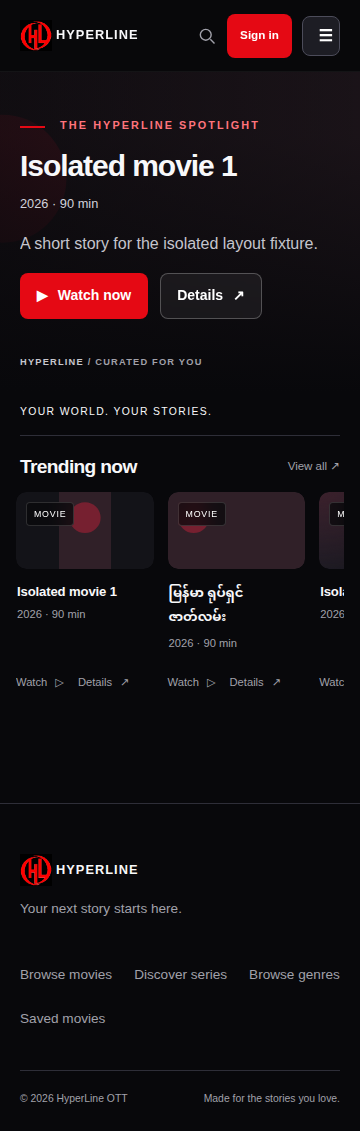 HYPERLINE
Sign in
THE HYPERLINE SPOTLIGHT
Isolated movie 1
2026 · 90 min
A short story for the isolated layout fixture.
▶ Watch now
Details ↗
HYPERLINE / CURATED FOR YOU
YOUR WORLD. YOUR STORIES.
Trending now
View all ↗
MOVIE
MOVIE
Isolated movie 1
2026 · 90 min
မြန်မာ ရုပ်ရှင်
ဇာတ်လမ်း
2026 · 90 min
2026
Watch ▷ Details ↗
Watch ▷ Details ↗
HYPERLINE
Your next story starts here.
Browse movies Discover series Browse genres
Saved movies
© 2026 HyperLine OTT
Made for the stories you love.